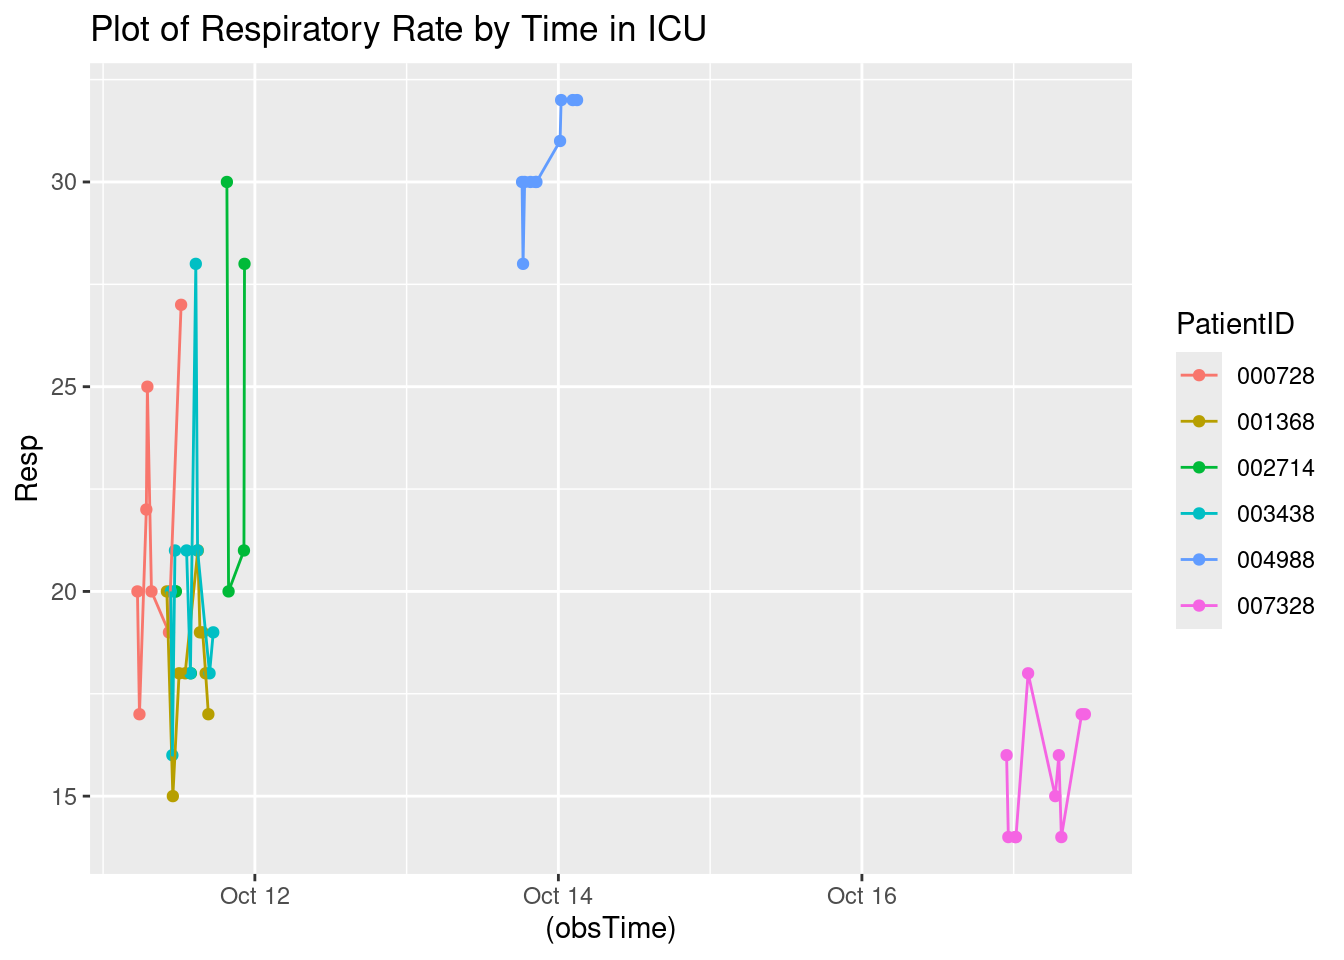 Plot of Respiratory Rate by Time in ICU
30
25
20
15
Resp
Oct 12
Oct 14
Oct 16
(obsTime)
PatientID
000728
001368
002714
003438
004988
007328